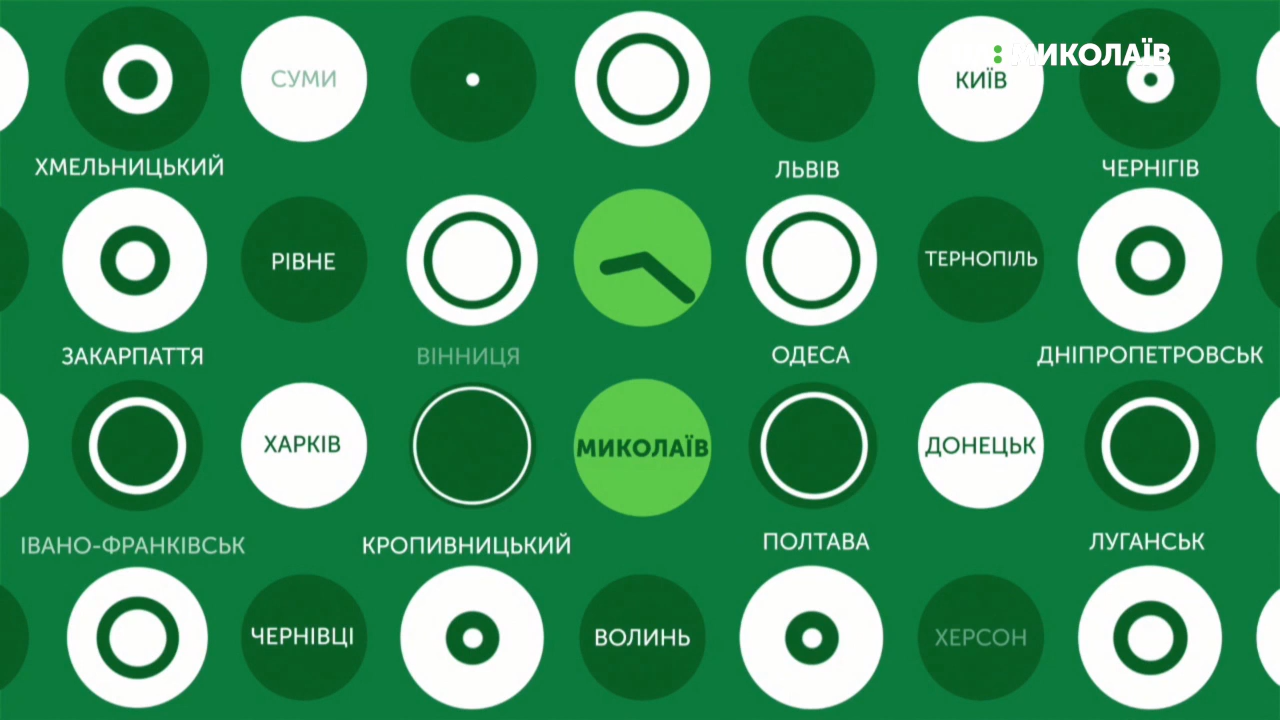 МИКОЛАЇВ
СУМИ
КИЇВ
ХМЕЛЬНИЦЬКИЙ
ЛЬВІВ
ЧЕРНІГІВ
РІВНЕ
ТЕРНОПІЛЬ
ЗАКАРПАТТЯ
ВІННИЦЯ
ОДЕСА
ДНІПРОПЕТРОВСЬК
ХАРКІВ
МИКОЛАЇВ
ДОНЕЦЬК
ІВАНО-ФРАНКІВСЬК
КРОПИВНИЦЬКИЙ
ПОЛТАВА
ЛУГАНСЬК
ЧЕРНІВЦІ
ВОЛИНЬ
ХЕРСОН